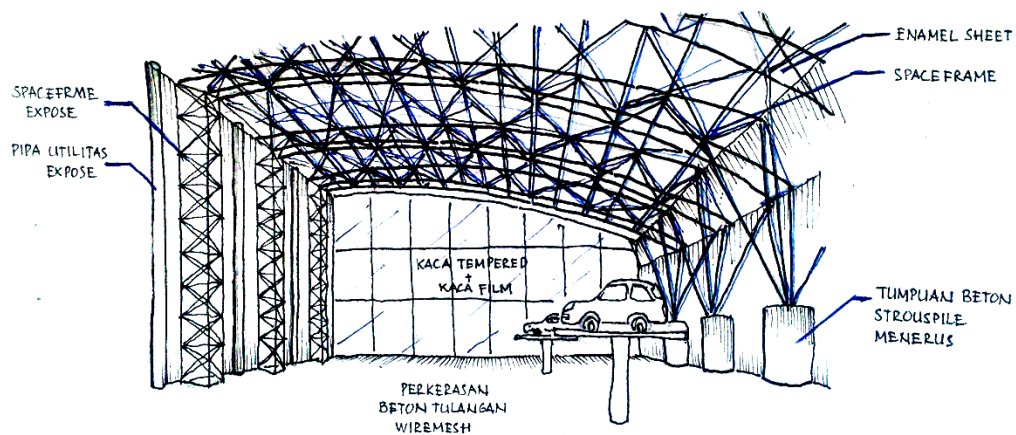 ENAMEL SHEET
SPACEFRAME
SPACEFRME
EXPOSE
PIPA UTILITAS
EXPOSE
KACA TEMPERED
+
KACA FILM
TUMPUAN BETON
STROUSPILE
MENERUS
PERKERASAN
BETON TULANGAN
WIREMESH